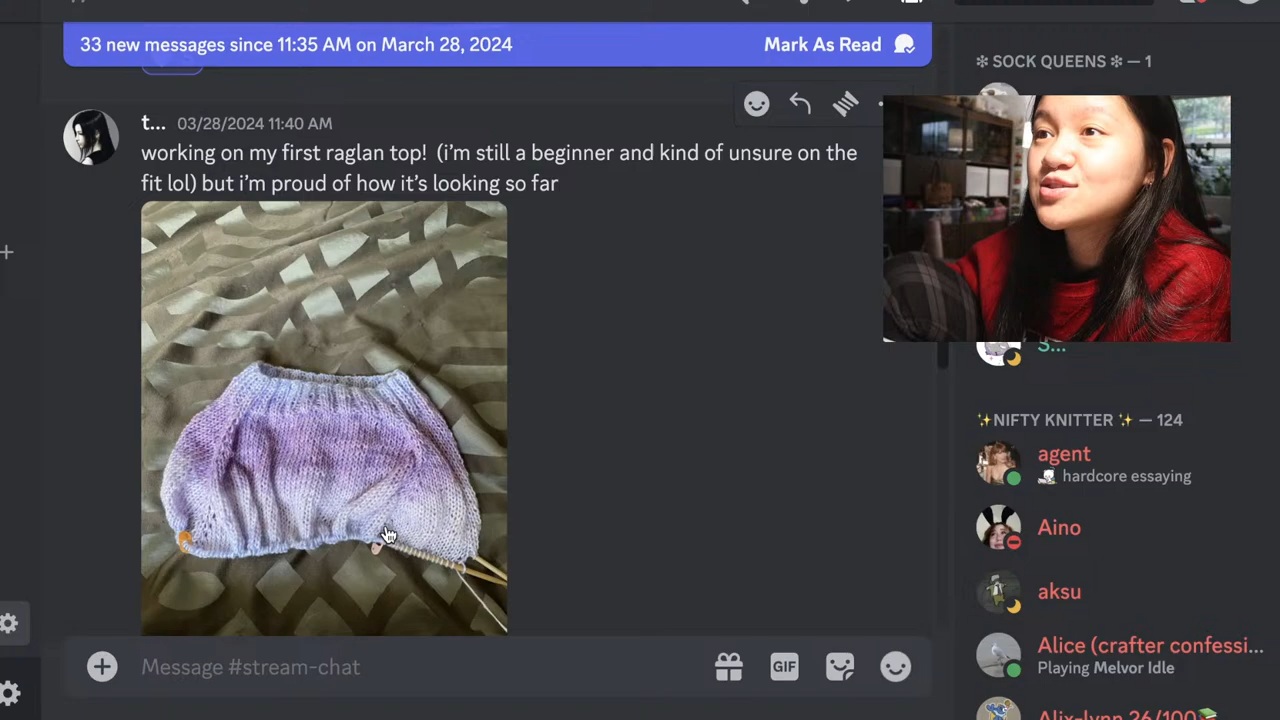 33 new messages since 11:35 AM on March 28, 2024
Mark As Read
t... 03/28/2024 11:40 AM
working on my first raglan top! (i’m still a beginner and kind of unsure on the
fit lol) but i’m proud of how it’s looking so far
Message #stream-chat
GIF
❇ SOCK QUEENS ❇ — 1
S...
✨NIFTY KNITTER ✨ — 124
agent
hardcore essaying
Aino
aksu
Alice (crafter confessi...
Playing Melvor Idle
Alix-lynn 26/100📚